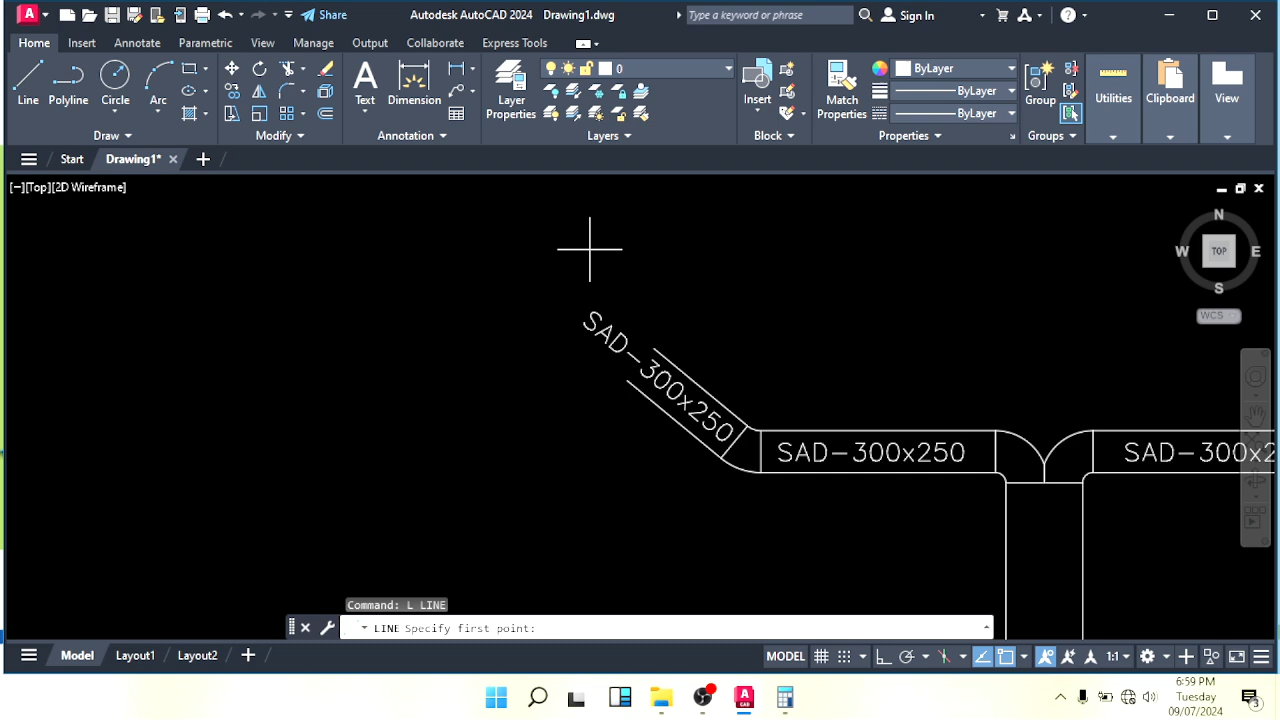 Share
Autodesk AutoCAD 2024 Drawing1.dwg
Type a keyword or phrase
Sign In
Home Insert Annotate Parametric View Manage Output Collaborate Express Tools
Line Polyline Circle Arc
Text Dimension
Layer Properties
0
Insert
Match Properties
ByLayer
ByLayer
ByLayer
Group
Utilities
Clipboard
View
Draw Modify Annotation Layers Block Properties Groups
Start Drawing1*
[−][Top][2D Wireframe]
N
W TOP E
S
WCS
SAD-300x250
SAD-300x250
SAD-300x2
Command: L LINE
LINE Specify first point:
Model Layout1 Layout2
MODEL
1:1
6:59 PM
Tuesday
09/07/2024
3